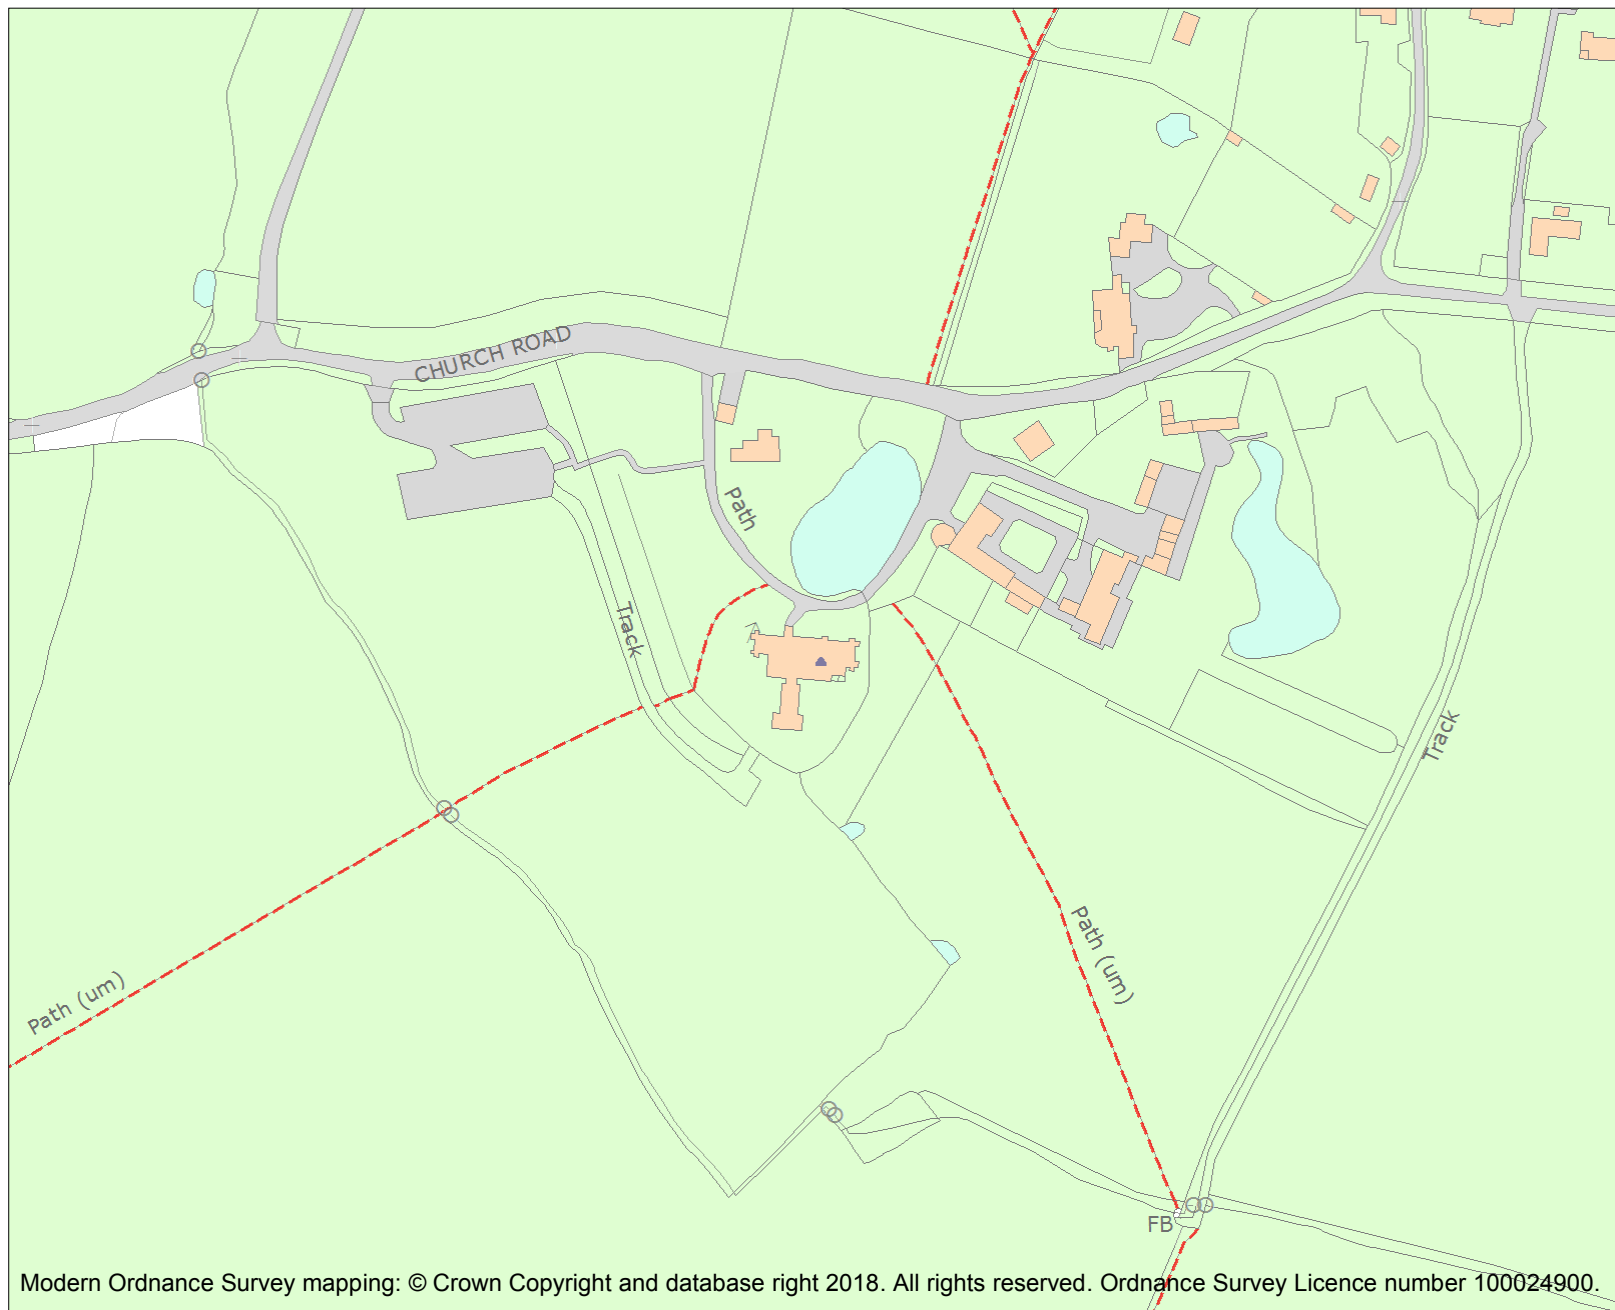 CHURCH ROAD
Path
Track
Track
Path (um)
Path (um)
FB
Modern Ordnance Survey mapping: © Crown Copyright and database right 2018. All rights reserved. Ordnance Survey Licence number 100024900.